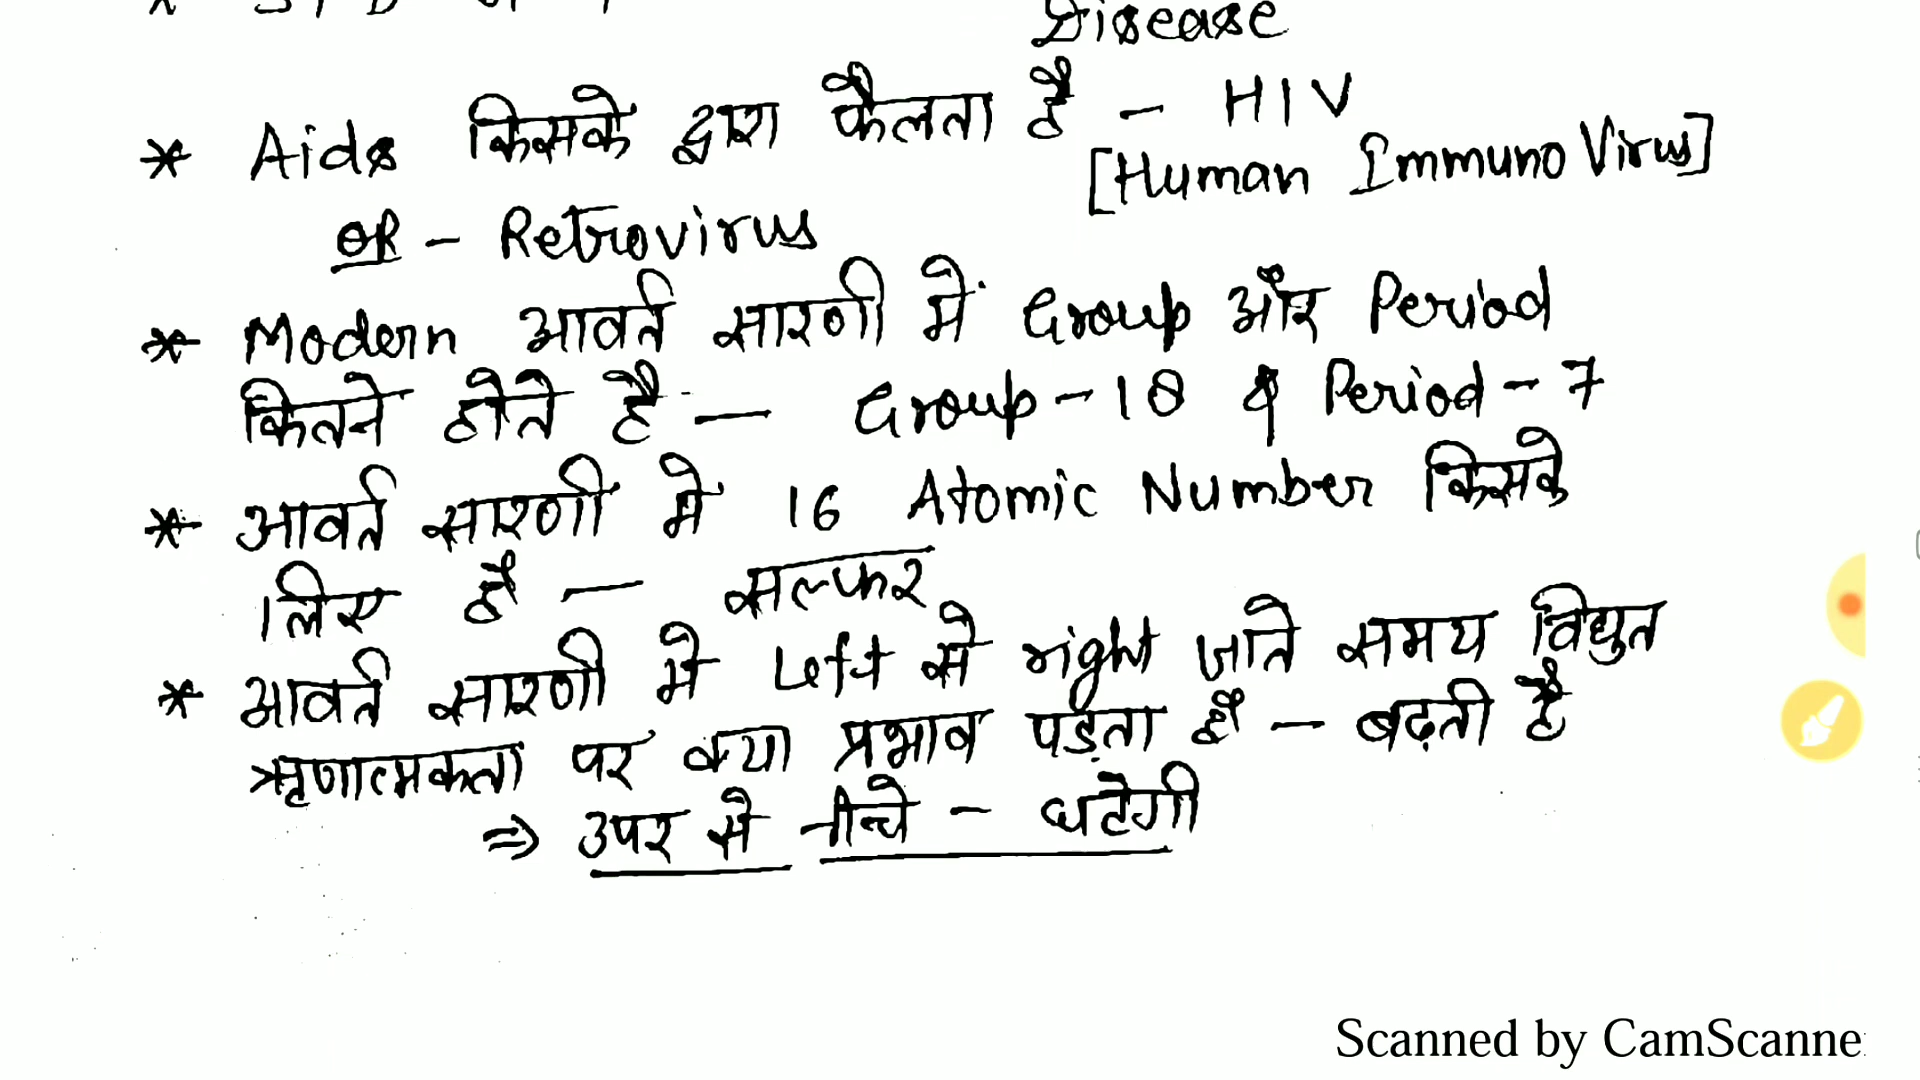 Disease
* Aids किसके द्वारा फैलता है - HIV
[Human Immuno Virus]
OR - Retrovirus
* Modern आवर्त सारणी में Group और Period
कितने होते है - Group-18 & Period-7
* आवर्त सारणी मे 16 Atomic Number किसके
लिए है - सल्फर
* आवर्त सारणी मे Left से right जाते समय विद्युत
ऋणात्मकता पर क्या प्रभाव पड़ता है - बढ़ती है
⇒ उपर से नीचे - घटेगी
Scanned by CamScanne